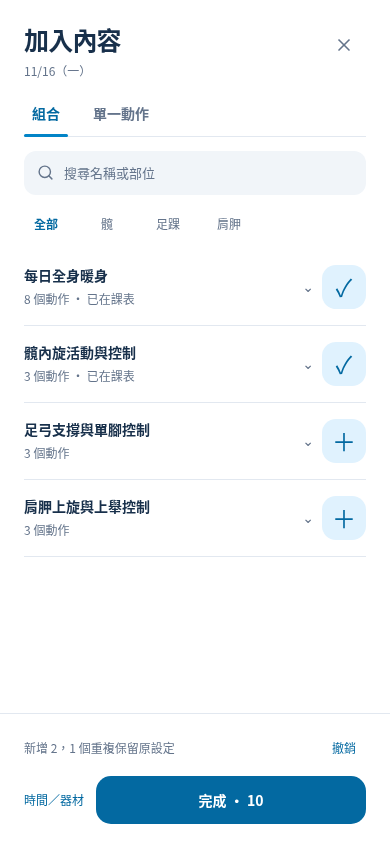 加入內容
11/16（一）
組合 單一動作
搜尋名稱或部位
全部 髖 足踝 肩胛
每日全身暖身
8 個動作 · 已在課表
髖內旋活動與控制
3 個動作 · 已在課表
足弓支撐與單腳控制
3 個動作
肩胛上旋與上舉控制
3 個動作
新增 2，1 個重複保留原設定 撤銷
時間／器材 完成 · 10